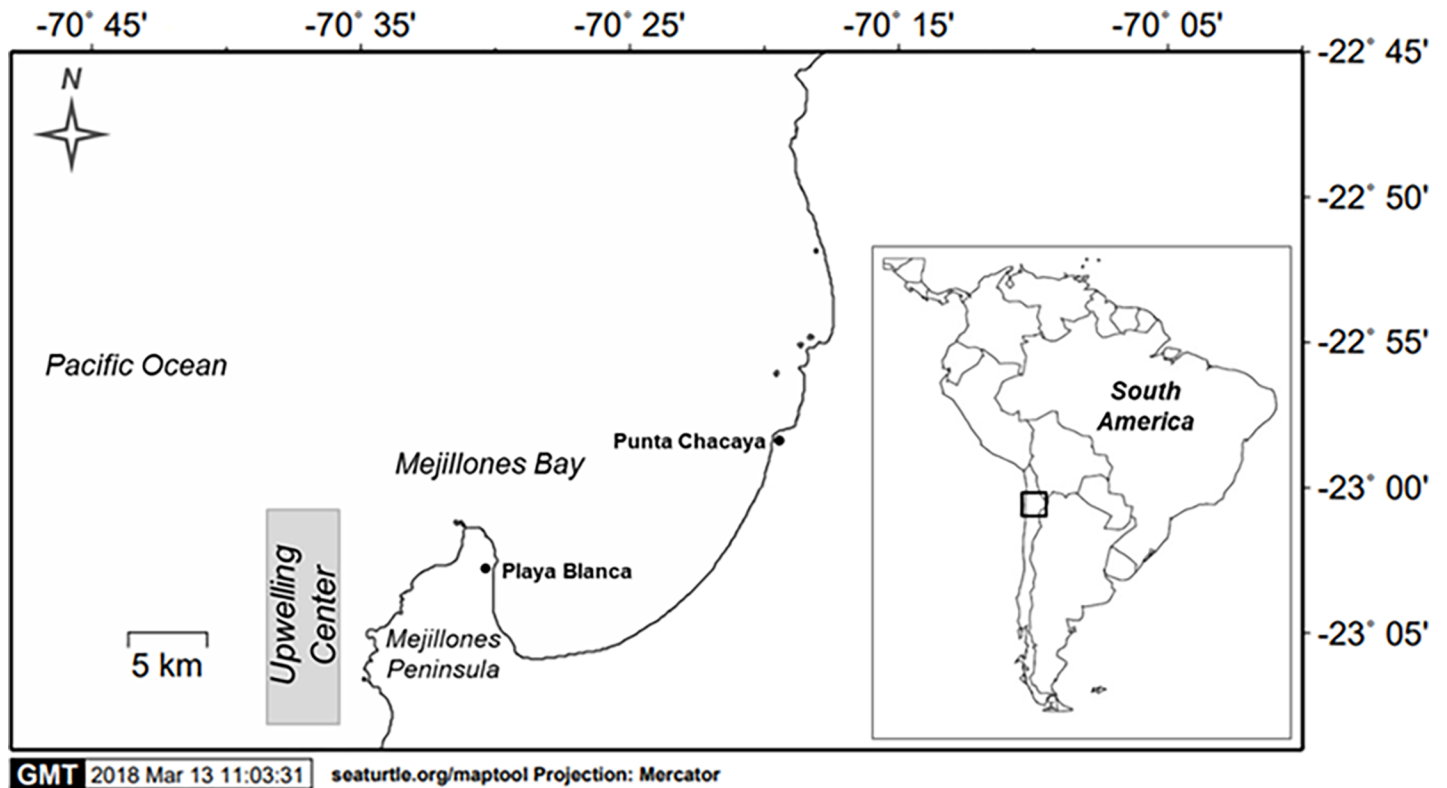 -70° 45' -70° 35' -70° 25' -70° 15' -70° 05'
-22° 45'
N
-22° 50'
-22° 55'
Pacific Ocean
South
America
Punta Chacaya
Mejillones Bay
-23° 00'
Upwelling
Center
Playa Blanca
-23° 05'
Mejillones
Peninsula
5 km
GMT 2018 Mar 13 11:03:31 seaturtle.org/maptool Projection: Mercator